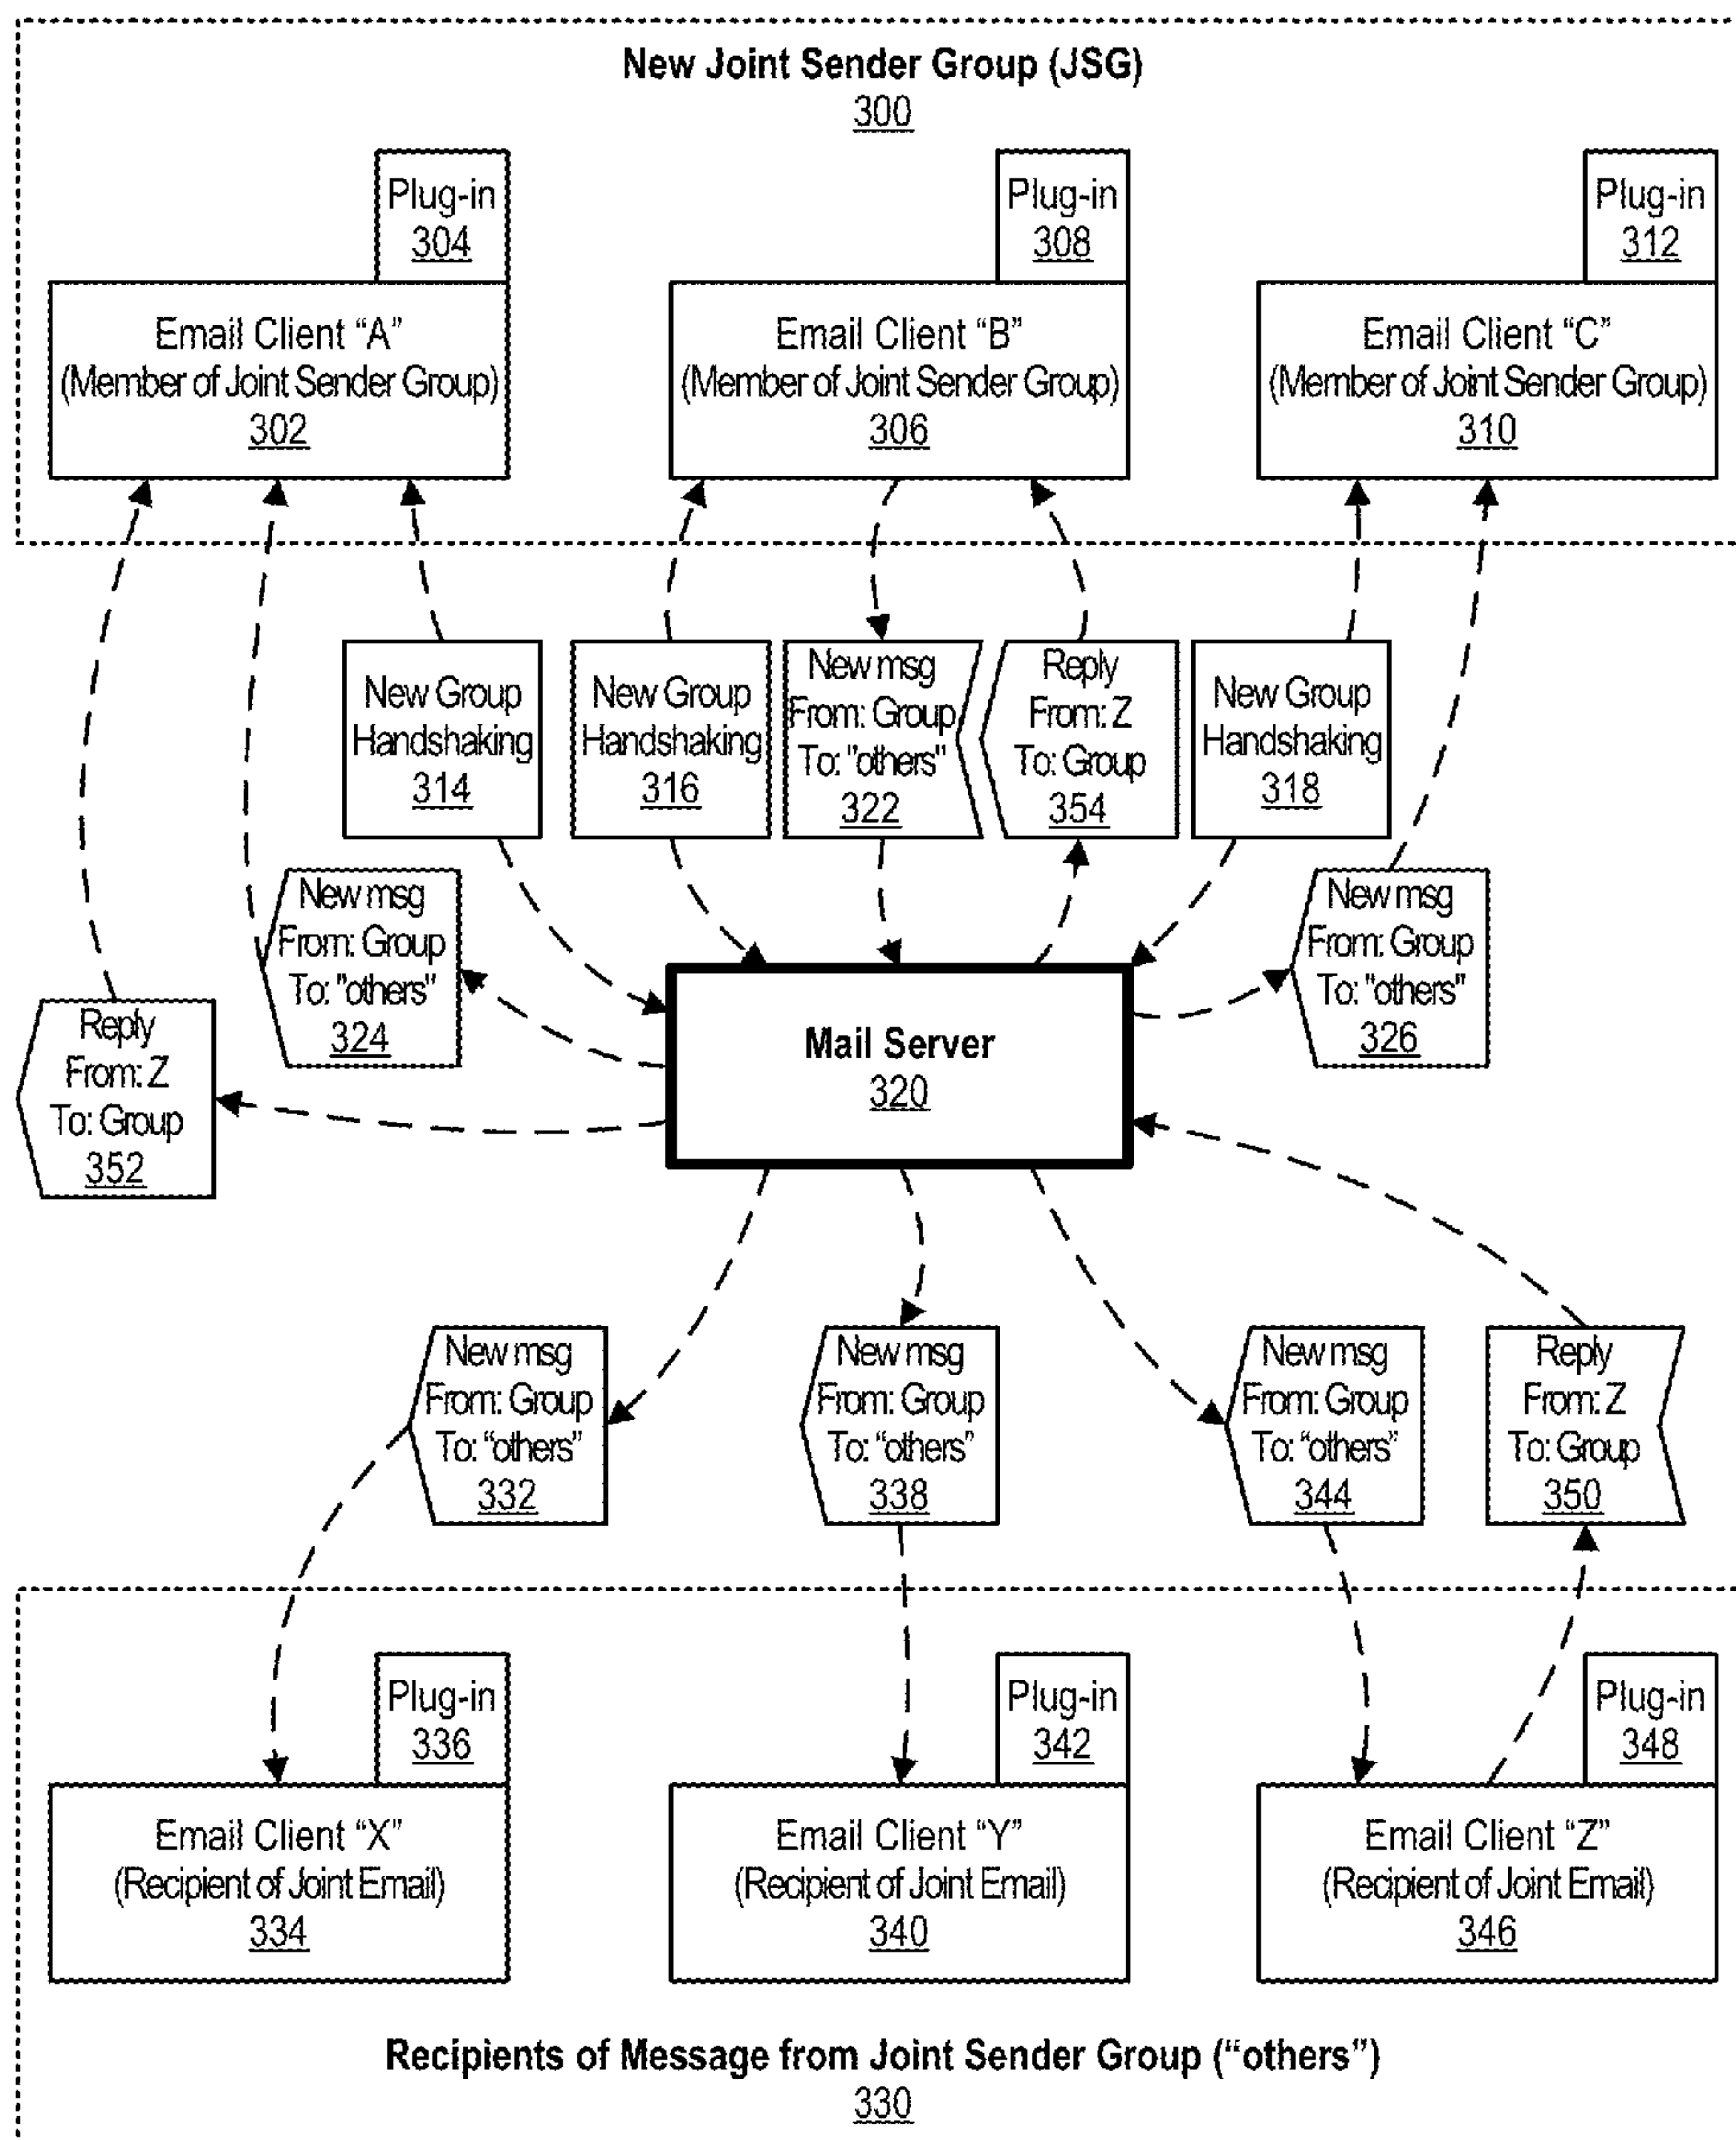 New Joint Sender Group (JSG)
300
Plug-in
304
Plug-in
308
Plug-in
312
Email Client “A”
(Member of Joint Sender Group)
302
Email Client “B”
(Member of Joint Sender Group)
306
Email Client “C”
(Member of Joint Sender Group)
310
New Group
Handshaking
314
New Group
Handshaking
316
New msg
From: Group
To: "others"
322
Reply
From: Z
To: Group
354
New Group
Handshaking
318
New msg
From: Group
To: "others"
324
New msg
From: Group
To: "others"
326
Reply
From: Z
To: Group
352
Mail Server
320
New msg
From: Group
To: “others”
332
New msg
From: Group
To: “others”
338
New msg
From: Group
To: “others”
344
Reply
From: Z
To: Group
350
Plug-in
336
Plug-in
342
Plug-in
348
Email Client “X”
(Recipient of Joint Email)
334
Email Client “Y”
(Recipient of Joint Email)
340
Email Client “Z”
(Recipient of Joint Email)
346
Recipients of Message from Joint Sender Group (“others”)
330